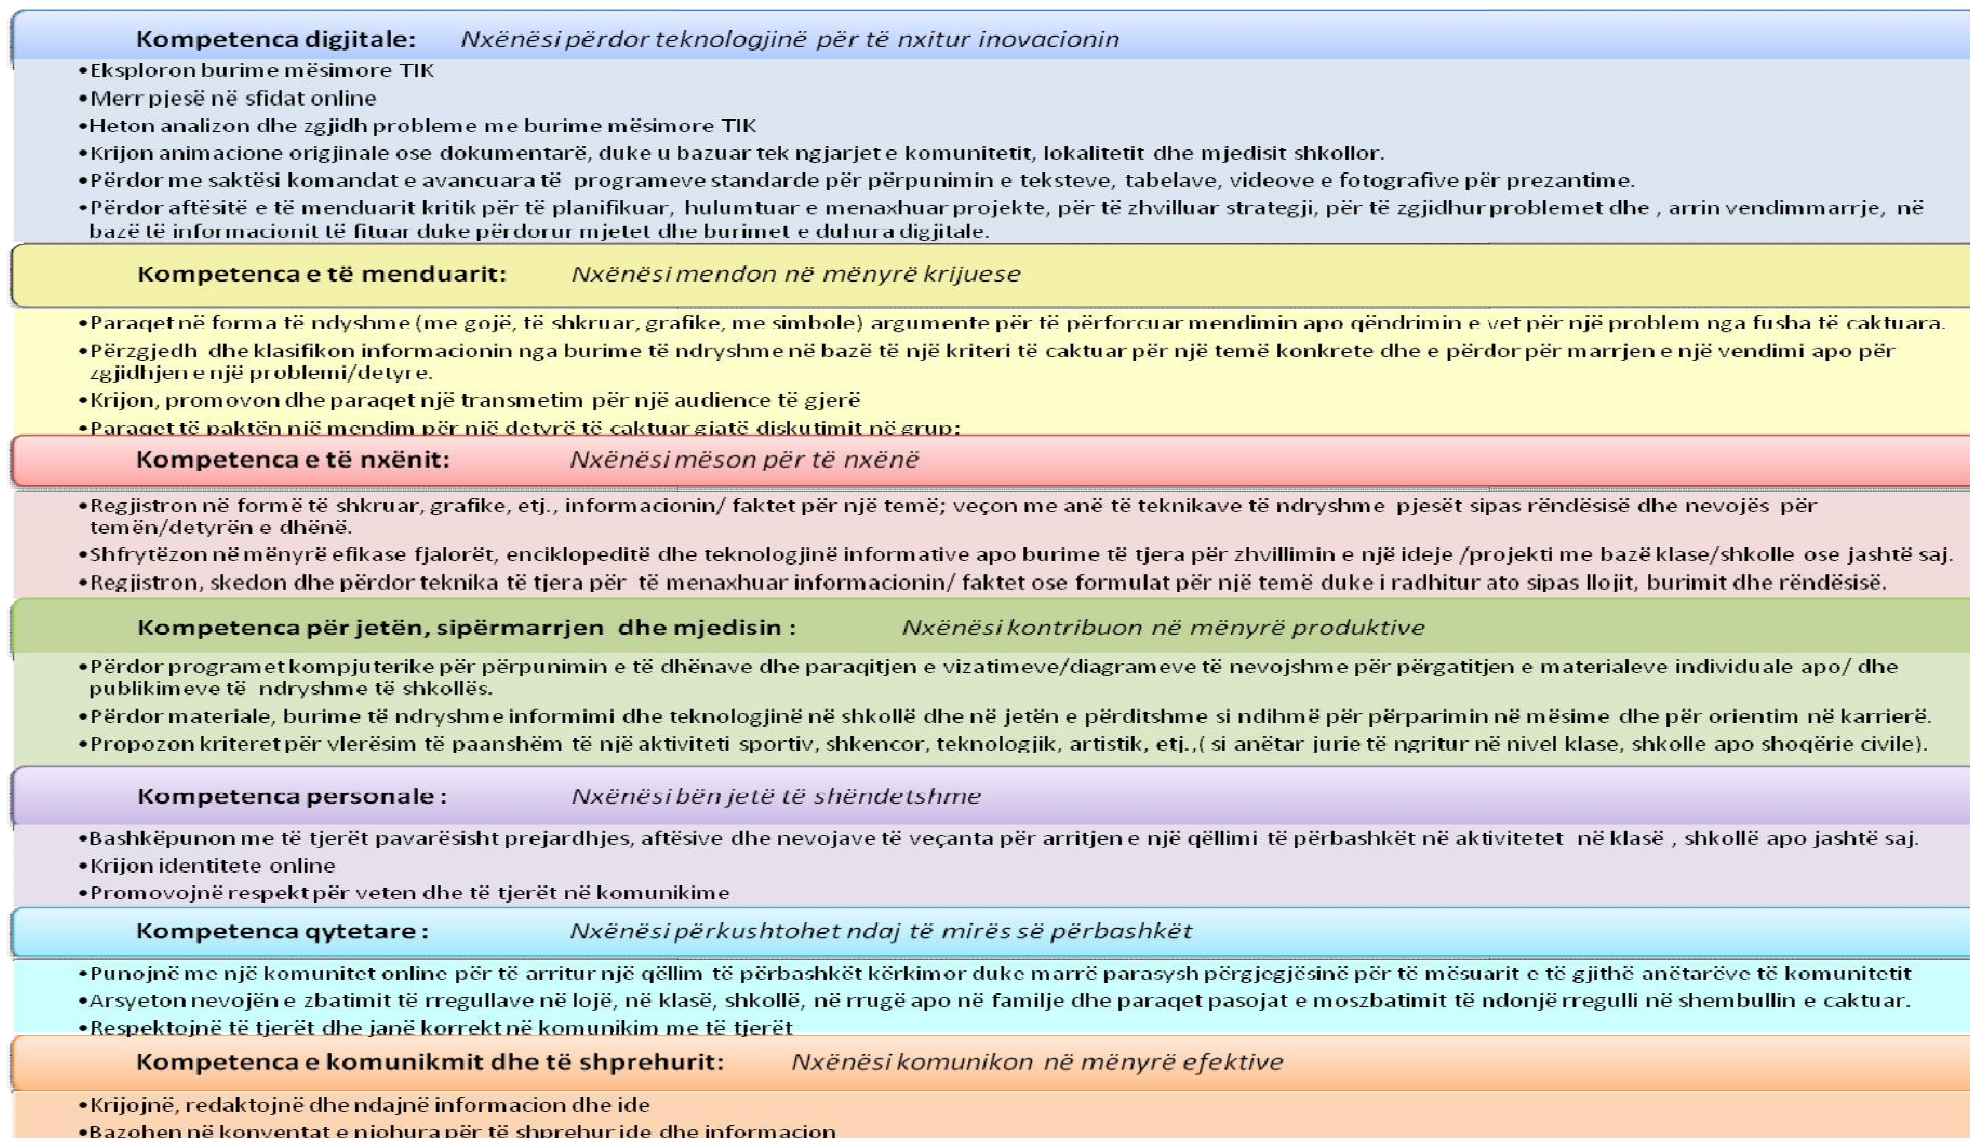 Kompetenca digjitale: Nxënësi përdor teknologjinë për të nxitur inovacionin
•Eksploron burime mësimore TIK
•Merr pjesë në sfidat online
•Heton analizon dhe zgjidh probleme me burime mësimore TIK
•Krijon animacione origjinale ose dokumentarë, duke u bazuar tek ngjarjet e komunitetit, lokalitetit dhe mjedisit shkollor.
•Përdor me saktësi komandat e avancuara të programeve standarde për përpunimin e teksteve, tabelave, videove e fotografive për prezantime.
•Përdor aftësitë e të menduarit kritik për të planifikuar, hulumtuar e menaxhuar projekte, për të zhvilluar strategji, për të zgjidhur problemet dhe , arrin vendimmarrje, në
bazë të informacionit të fituar duke përdorur mjetet dhe burimet e duhura digjitale.
Kompetenca e të menduarit: Nxënësi mendon në mënyrë krijuese
•Paraqet në forma të ndyshme (me gojë, të shkruar, grafike, me simbole) argumente për të përforcuar mendimin apo qëndrimin e vet për një problem nga fusha të caktuara.
•Përzgjedh dhe klasifikon informacionin nga burime të ndryshme në bazë të një kriteri të caktuar për një temë konkrete dhe e përdor për marrjen e një vendimi apo për
zgjidhjen e një problemi/detyre.
•Krijon, promovon dhe paraqet një transmetim për një audience të gjerë
•Paraqet të paktën një mendim për një detyrë të caktuar gjatë diskutimit në grup;
Kompetenca e të nxënit: Nxënësi mëson për të nxënë
•Regjistron në formë të shkruar, grafike, etj., informacionin/ faktet për një temë; veçon me anë të teknikave të ndryshme pjesët sipas rëndësisë dhe nevojës për
temën/detyrën e dhënë.
•Shfrytëzon në mënyrë efikase fjalorët, enciklopeditë dhe teknologjinë informative apo burime të tjera për zhvillimin e një ideje /projekti me bazë klase/shkolle ose jashtë saj.
•Regjistron, skedon dhe përdor teknika të tjera për të menaxhuar informacionin/ faktet ose formulat për një temë duke i radhitur ato sipas llojit, burimit dhe rëndësisë.
Kompetenca për jetën, sipërmarrjen dhe mjedisin : Nxënësi kontribuon në mënyrë produktive
•Përdor programet kompjuterike për përpunimin e të dhënave dhe paraqitjen e vizatimeve/diagrameve të nevojshme për përgatitjen e materialeve individuale apo/ dhe
publikimeve të ndryshme të shkollës.
•Përdor materiale, burime të ndryshme informimi dhe teknologjinë në shkollë dhe në jetën e përditshme si ndihmë për përparimin në mësime dhe për orientim në karrierë.
•Propozon kriteret për vlerësim të paanshëm të një aktiviteti sportiv, shkencor, teknologjik, artistik, etj.,( si anëtar jurie të ngritur në nivel klase, shkolle apo shoqërie civile).
Kompetenca personale : Nxënësi bën jetë të shëndetshme
•Bashkëpunon me të tjerët pavarësisht prejardhjes, aftësive dhe nevojave të veçanta për arritjen e një qëllimi të përbashkët në aktivitetet në klasë , shkollë apo jashtë saj.
•Krijon identitete online
•Promovojnë respekt për veten dhe të tjerët në komunikime
Kompetenca qytetare : Nxënësi përkushtohet ndaj të mirës së përbashkët
•Punojnë me një komunitet online për të arritur një qëllim të përbashkët kërkimor duke marrë parasysh përgjegjësinë për të mësuarit e të gjithë anëtarëve të komunitetit
•Arsyeton nevojën e zbatimit të rregullave në lojë, në klasë, shkollë, në rrugë apo në familje dhe paraqet pasojat e moszbatimit të ndonjë rregulli në shembullin e caktuar.
•Respektojnë të tjerët dhe janë korrekt në komunikim me të tjerët
Kompetenca e komunikmit dhe të shprehurit: Nxënësi komunikon në mënyrë efektive
•Krijojnë, redaktojnë dhe ndajnë informacion dhe ide
•Bazohen në konventat e njohura për të shprehur ide dhe informacion